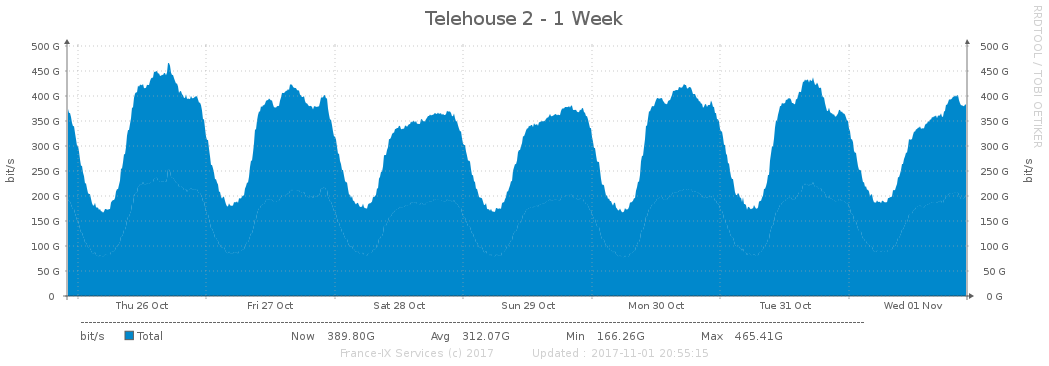 Telehouse 2 - 1 Week
RRDTOOL / TOBI OETIKER
500 G 500 G
450 G 450 G
400 G 400 G
350 G 350 G
300 G 300 G
250 G 250 G
200 G 200 G
150 G 150 G
100 G 100 G
50 G 50 G
0 0 G
bit/s
bit/s
Thu 26 Oct Fri 27 Oct Sat 28 Oct Sun 29 Oct Mon 30 Oct Tue 31 Oct Wed 01 Nov
bit/s Total Now 389.80G Avg 312.07G Min 166.26G Max 465.41G
France-IX Services (c) 2017 Updated : 2017-11-01 20:55:15